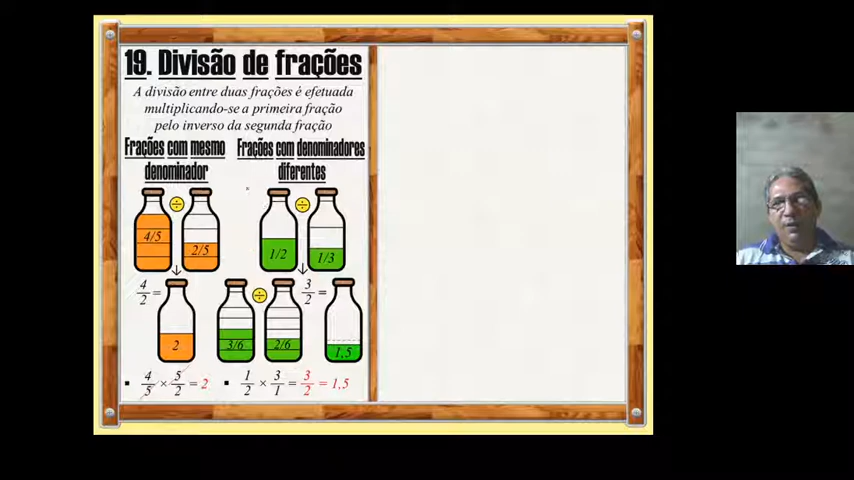 19. Divisão de frações
A divisão entre duas frações é efetuada
multiplicando-se a primeira fração
pelo inverso da segunda fração
Frações com mesmo
denominador
Frações com denominadores
diferentes
4/5 ÷ 2/5
1/2 ÷ 1/3
4/2 =
2
3/6 ÷ 2/6
3/2 =
1,5
▪ 4/5 × 5/2 = 2
▪ 1/2 × 3/1 = 3/2 = 1,5